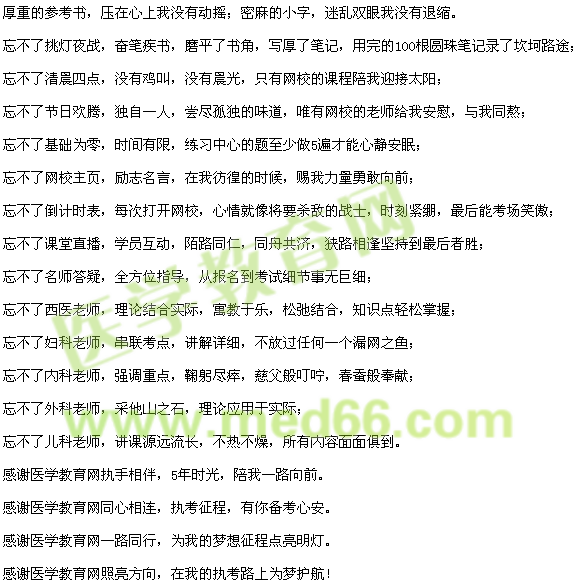 厚重的参考书，压在心上我没有动摇；密麻的小字，迷乱双眼我没有退缩。
忘不了挑灯夜战，奋笔疾书，磨平了书角，写厚了笔记，用完的100根圆珠笔记录了坎坷路途；
忘不了清晨四点，没有鸡叫，没有晨光，只有网校的课程陪我迎接太阳；
忘不了节日欢腾，独自一人，尝尽孤独的味道，唯有网校的老师给我安慰，与我同熬；
忘不了基础为零，时间有限，练习中心的题至少做5遍才能心静安眠；
忘不了网校主页，励志名言，在我彷徨的时候，赐我力量勇敢向前；
忘不了倒计时表，每次打开网校，心情就像将要杀敌的战士，时刻紧绷，最后能考场笑傲；
忘不了课堂直播，学员互动，陌路同仁，同舟共济，狭路相逢坚持到最后者胜；
忘不了名师答疑，全方位指导，从报名到考试细节事无巨细；
忘不了西医老师，理论结合实际，寓教于乐，松弛结合，知识点轻松掌握；
忘不了妇科老师，串联考点，讲解详细，不放过任何一个漏网之鱼；
忘不了内科老师，强调重点，鞠躬尽瘁，慈父般叮咛，春蚕般奉献；
忘不了外科老师，采他山之石，理论应用于实际；
忘不了儿科老师，讲课源远流长，不热不燥，所有内容面面俱到。
感谢医学教育网执手相伴，5年时光，陪我一路向前。
感谢医学教育网同心相连，执考征程，有你备考心安。
感谢医学教育网一路同行，为我的梦想征程点亮明灯。
感谢医学教育网照亮方向，在我的执考路上为梦护航！
医学教育网
www.med66.com